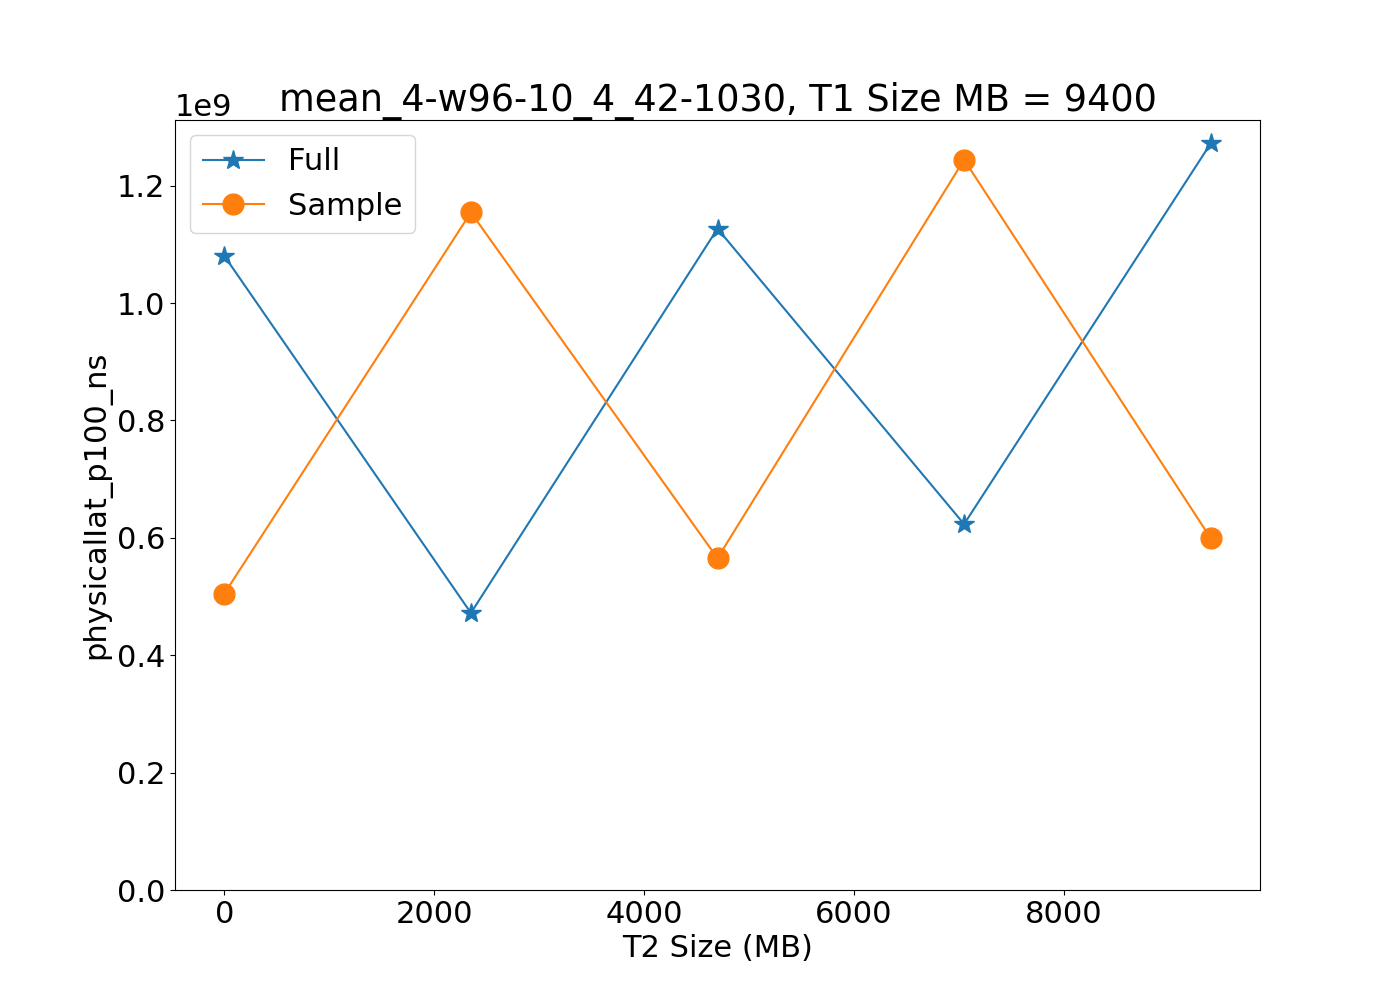 mean_4-w96-10_4_42-1030, T1 Size MB = 9400
1e9
Full
Sample
1.2
1.0
0.8
0.6
0.4
0.2
0.0
physicallat_p100_ns
0 2000 4000 6000 8000
T2 Size (MB)